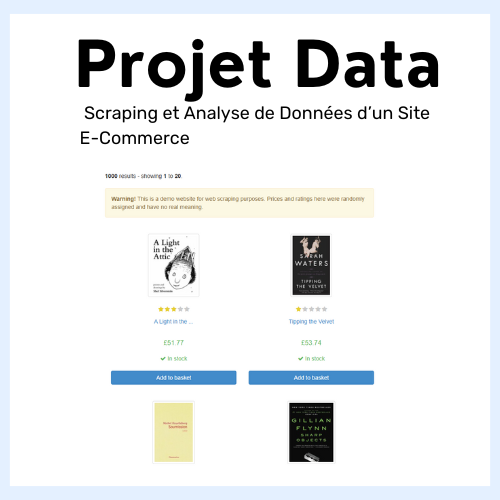 Projet Data
Scraping et Analyse de Données d’un Site
E-Commerce
1000 results - showing 1 to 20.
Warning! This is a demo website for web scraping purposes. Prices and ratings here were randomly
assigned and have no real meaning.
A Light
in the
Attic
SARAH
WATERS
TIPPING
THE VELVET
A Light in the ...
Tipping the Velvet
£51.77
£53.74
In stock
In stock
Add to basket
Add to basket
GILLIAN
FLYNN
SHARP
OBJECTS